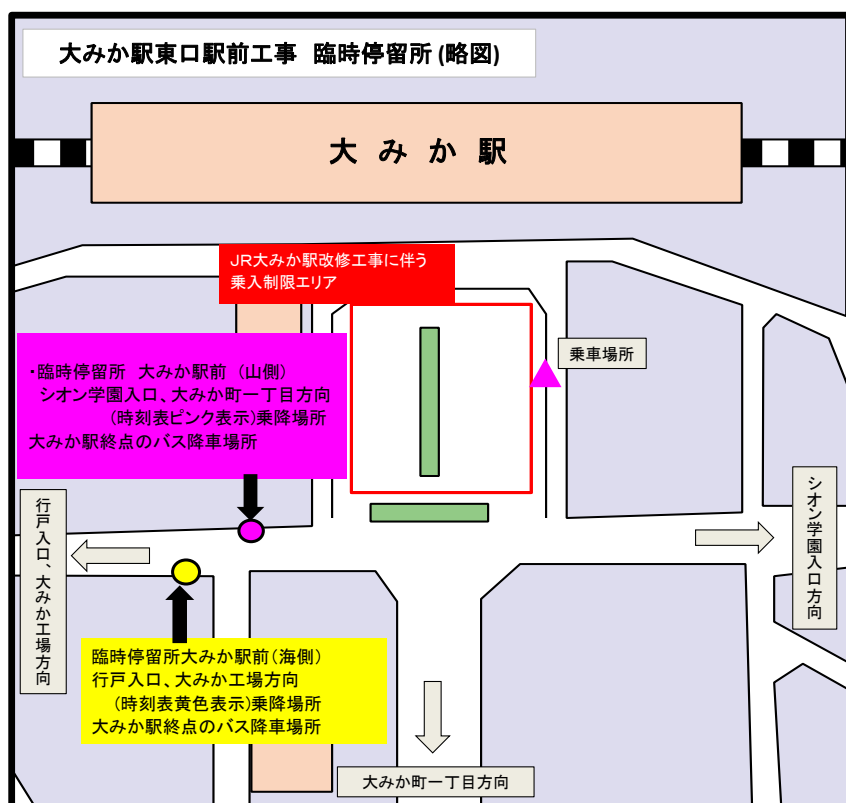 大みか駅東口駅前工事 臨時停留所(略図)
大 み か 駅
JR大みか駅改修工事に伴う
乗入制限エリア
乗車場所
・臨時停留所 大みか駅前 (山側)
シオン学園入口、大みか町一丁目方向
(時刻表ピンク表示)乗降場所
大みか駅終点のバス降車場所
行戸入口、大みか工場方向
シオン学園入口方向
臨時停留所大みか駅前(海側)
行戸入口、大みか工場方向
(時刻表黄色表示)乗降場所
大みか駅終点のバス降車場所
大みか町一丁目方向